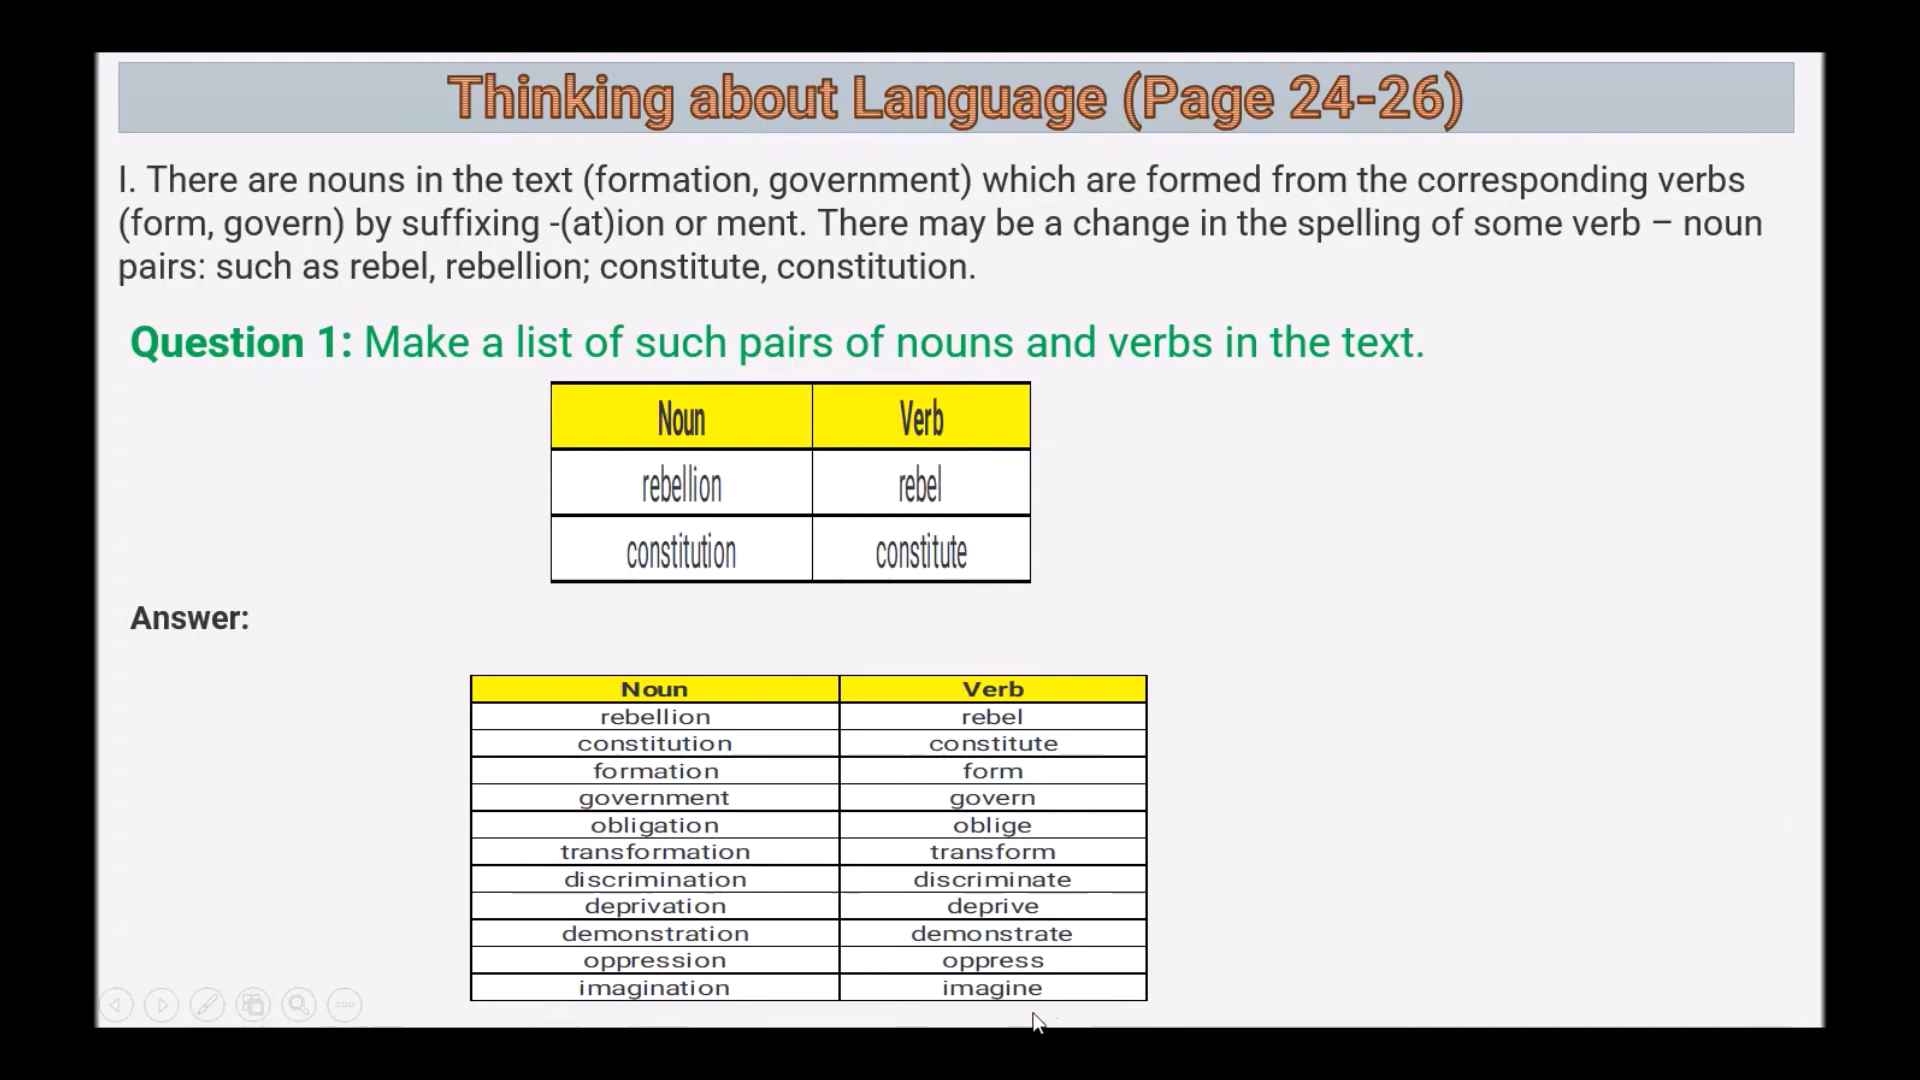 Thinking about Language (Page 24-26)
I. There are nouns in the text (formation, government) which are formed from the corresponding verbs
(form, govern) by suffixing -(at)ion or ment. There may be a change in the spelling of some verb – noun
pairs: such as rebel, rebellion; constitute, constitution.
Question 1: Make a list of such pairs of nouns and verbs in the text.
Noun Verb
rebellion rebel
constitution constitute
Answer:
Noun Verb
rebellion rebel
constitution constitute
formation form
government govern
obligation oblige
transformation transform
discrimination discriminate
deprivation deprive
demonstration demonstrate
oppression oppress
imagination imagine